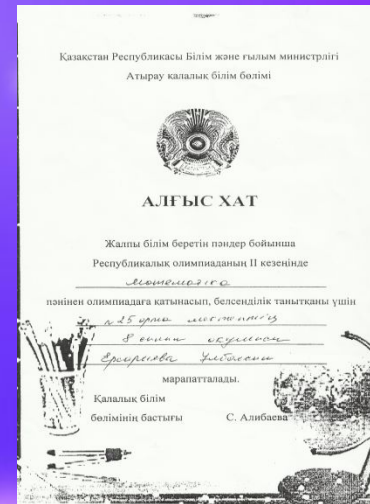 Қазақстан Республикасы Білім және ғылым министрлігі
Атырау қалалық білім бөлімі
АЛҒЫС ХАТ
Жалпы білім беретін пәндер бойынша
Республикалық олимпиаданың II кезеңінде
математика
пәнінен олимпиадаға қатынасып, белсенділік танытқаны үшін
№25 орта мектептің
8 сынып оқушысы
марапатталады.
Қалалық білім
бөлімінің бастығы С. Алибаева